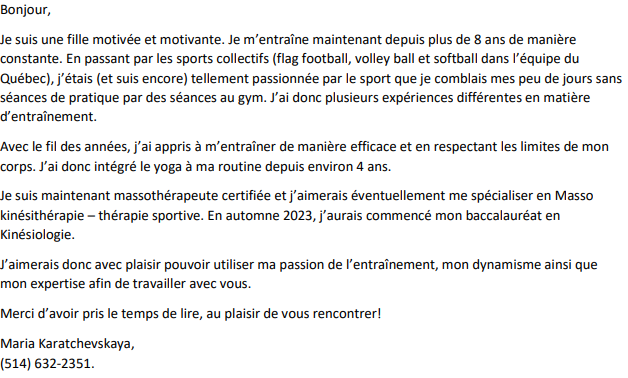 Bonjour,
Je suis une fille motivée et motivante. Je m’entraîne maintenant depuis plus de 8 ans de manière
constante. En passant par les sports collectifs (flag football, volley ball et softball dans l’équipe du
Québec), j’étais (et suis encore) tellement passionnée par le sport que je comblais mes peu de jours sans
séances de pratique par des séances au gym. J’ai donc plusieurs expériences différentes en matière
d’entraînement.
Avec le fil des années, j’ai appris à m’entraîner de manière efficace et en respectant les limites de mon
corps. J’ai donc intégré le yoga à ma routine depuis environ 4 ans.
Je suis maintenant massothérapeute certifiée et j’aimerais éventuellement me spécialiser en Masso
kinésithérapie – thérapie sportive. En automne 2023, j’aurais commencé mon baccalauréat en
Kinésiologie.
J’aimerais donc avec plaisir pouvoir utiliser ma passion de l’entraînement, mon dynamisme ainsi que
mon expertise afin de travailler avec vous.
Merci d’avoir pris le temps de lire, au plaisir de vous rencontrer!
Maria Karatchevskaya,
(514) 632-2351.